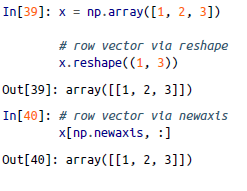 In[39]: x = np.array([1, 2, 3])
# row vector via reshape
x.reshape((1, 3))
Out[39]: array([[1, 2, 3]])
In[40]: # row vector via newaxis
x[np.newaxis, :]
Out[40]: array([[1, 2, 3]])